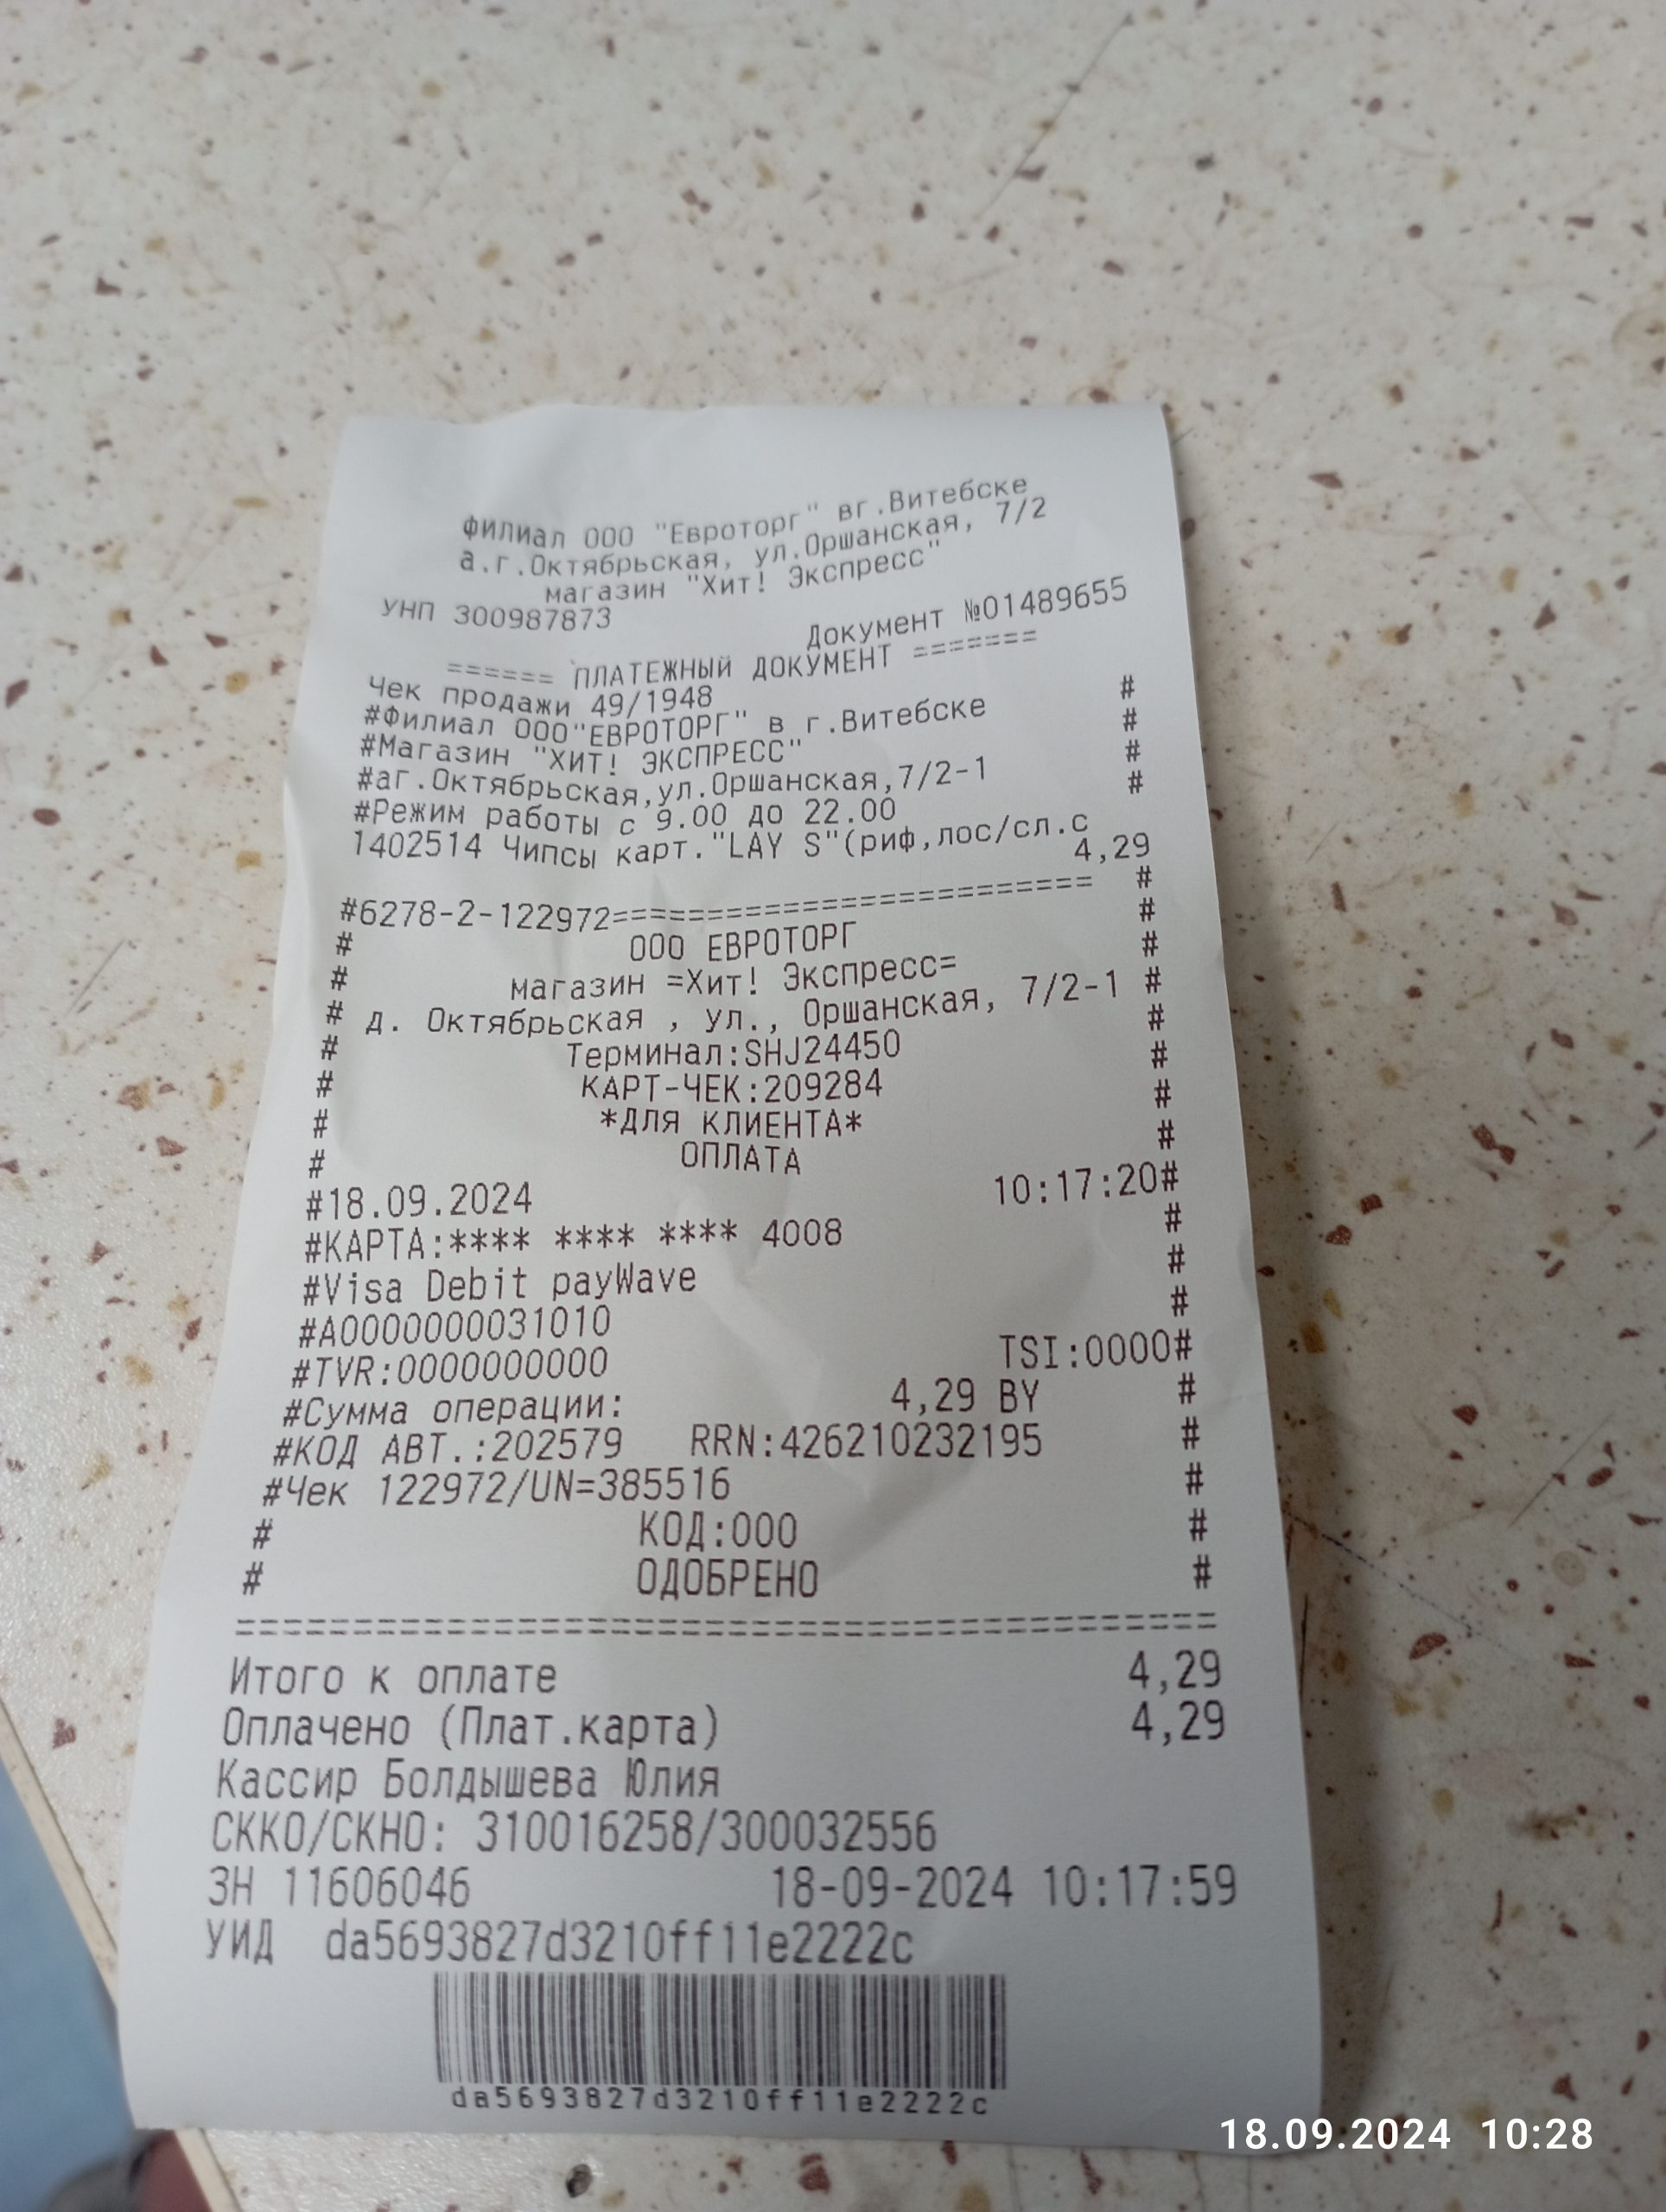 Филиал ООО "Евроторг" вг.Витебске
а.г.Октябрьская, ул.Оршанская, 7/2
магазин "Хит! Экспресс"
УНП 300987873
Документ №01489655
====== ПЛАТЕЖНЫЙ ДОКУМЕНТ =======
Чек продажи 49/1948 #
#Филиал ООО"ЕВРОТОРГ" в г.Витебске #
#Магазин "ХИТ! ЭКСПРЕСС" #
#аг.Октябрьская,ул.Оршанская,7/2-1 #
#Режим работы с 9.00 до 22.00
1402514 Чипсы карт."LAY S"(риф,лос/сл.с
4,29
#6278-2-122972======================= #
# ООО ЕВРОТОРГ #
# магазин =Хит! Экспресс= #
# д. Октябрьская , ул., Оршанская, 7/2-1 #
# Терминал:SHJ24450 #
# КАРТ-ЧЕК:209284 #
# *ДЛЯ КЛИЕНТА* #
# ОПЛАТА #
#18.09.2024 10:17:20#
#КАРТА:**** **** **** 4008 #
#Visa Debit payWave #
#A0000000031010 #
#TVR:0000000000 TSI:0000#
#Сумма операции: 4,29 BY #
#КОД АВТ.:202579 RRN:426210232195 #
#Чек 122972/UN=385516 #
# КОД:000 #
# ОДОБРЕНО #
========================================
Итого к оплате 4,29
Оплачено (Плат.карта) 4,29
Кассир Болдышева Юлия
СККО/СКНО: 310016258/300032556
ЗН 11606046 18-09-2024 10:17:59
УИД da5693827d3210ff11e2222c
da5693827d3210ff11e2222c
18.09.2024 10:28